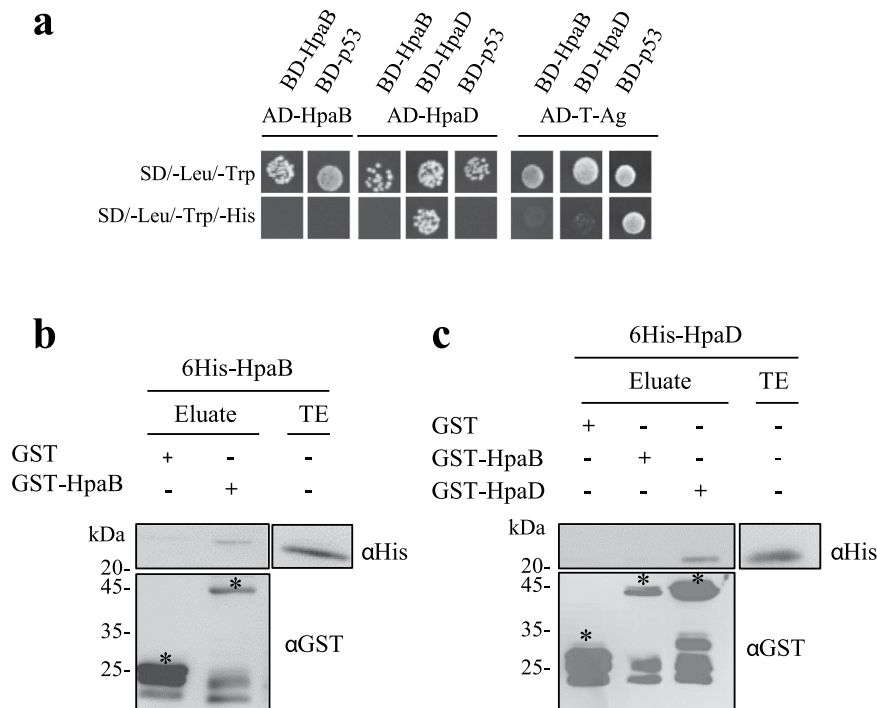 a
BD-HpaB BD-p53 BD-HpaB BD-HpaD BD-p53 BD-HpaB BD-HpaD BD-p53
AD-HpaB AD-HpaD AD-T-Ag
SD/-Leu/-Trp
SD/-Leu/-Trp/-His
b
6His-HpaB
Eluate TE
GST + - -
GST-HpaB - + -
kDa
20-
αHis
45-
35-
25-
* *
αGST
c
6His-HpaD
Eluate TE
GST + - - -
GST-HpaB - + - -
GST-HpaD - - + -
kDa
20-
αHis
45-
35-
25-
* * *
αGST